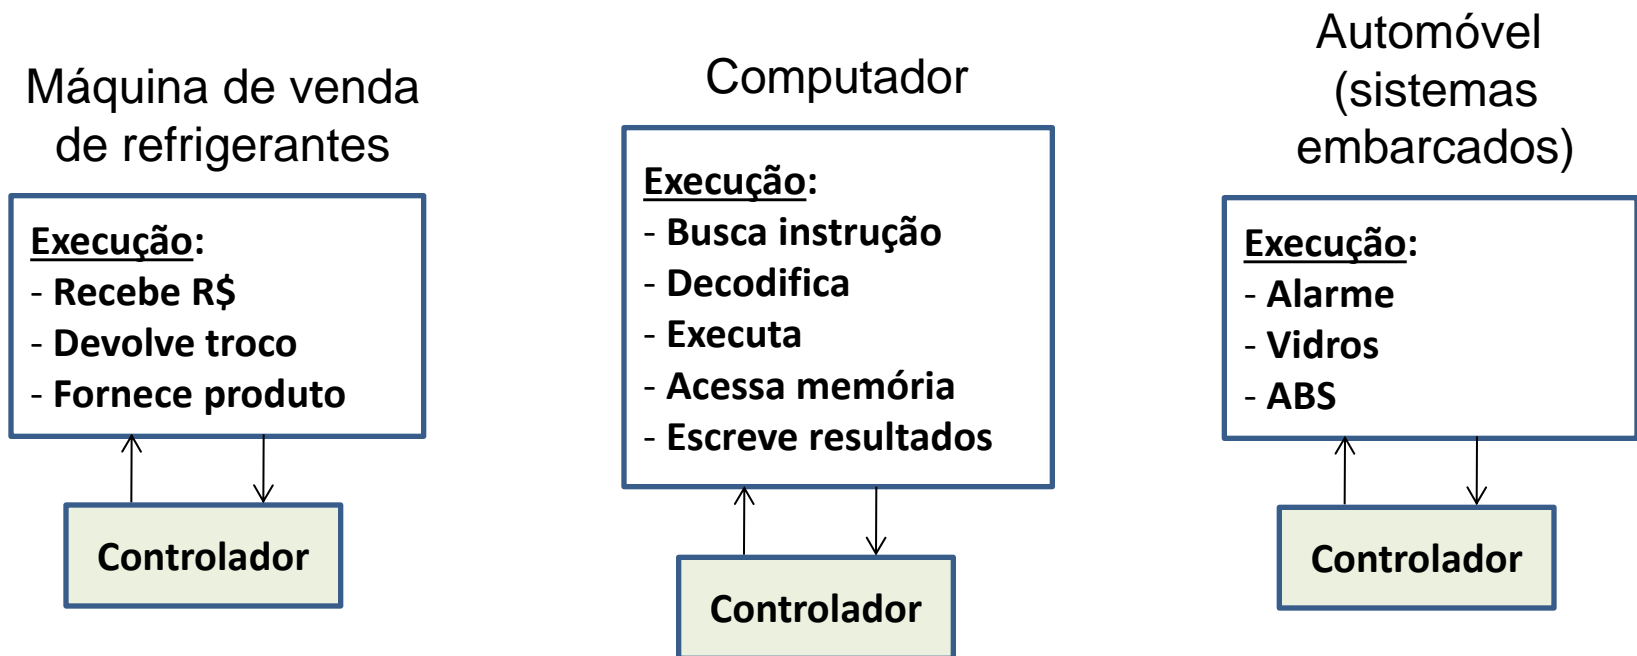 Máquina de venda
de refrigerantes
Execução:
- Recebe R$
- Devolve troco
- Fornece produto
Controlador
Computador
Execução:
- Busca instrução
- Decodifica
- Executa
- Acessa memória
- Escreve resultados
Controlador
Automóvel
(sistemas
embarcados)
Execução:
- Alarme
- Vidros
- ABS
Controlador